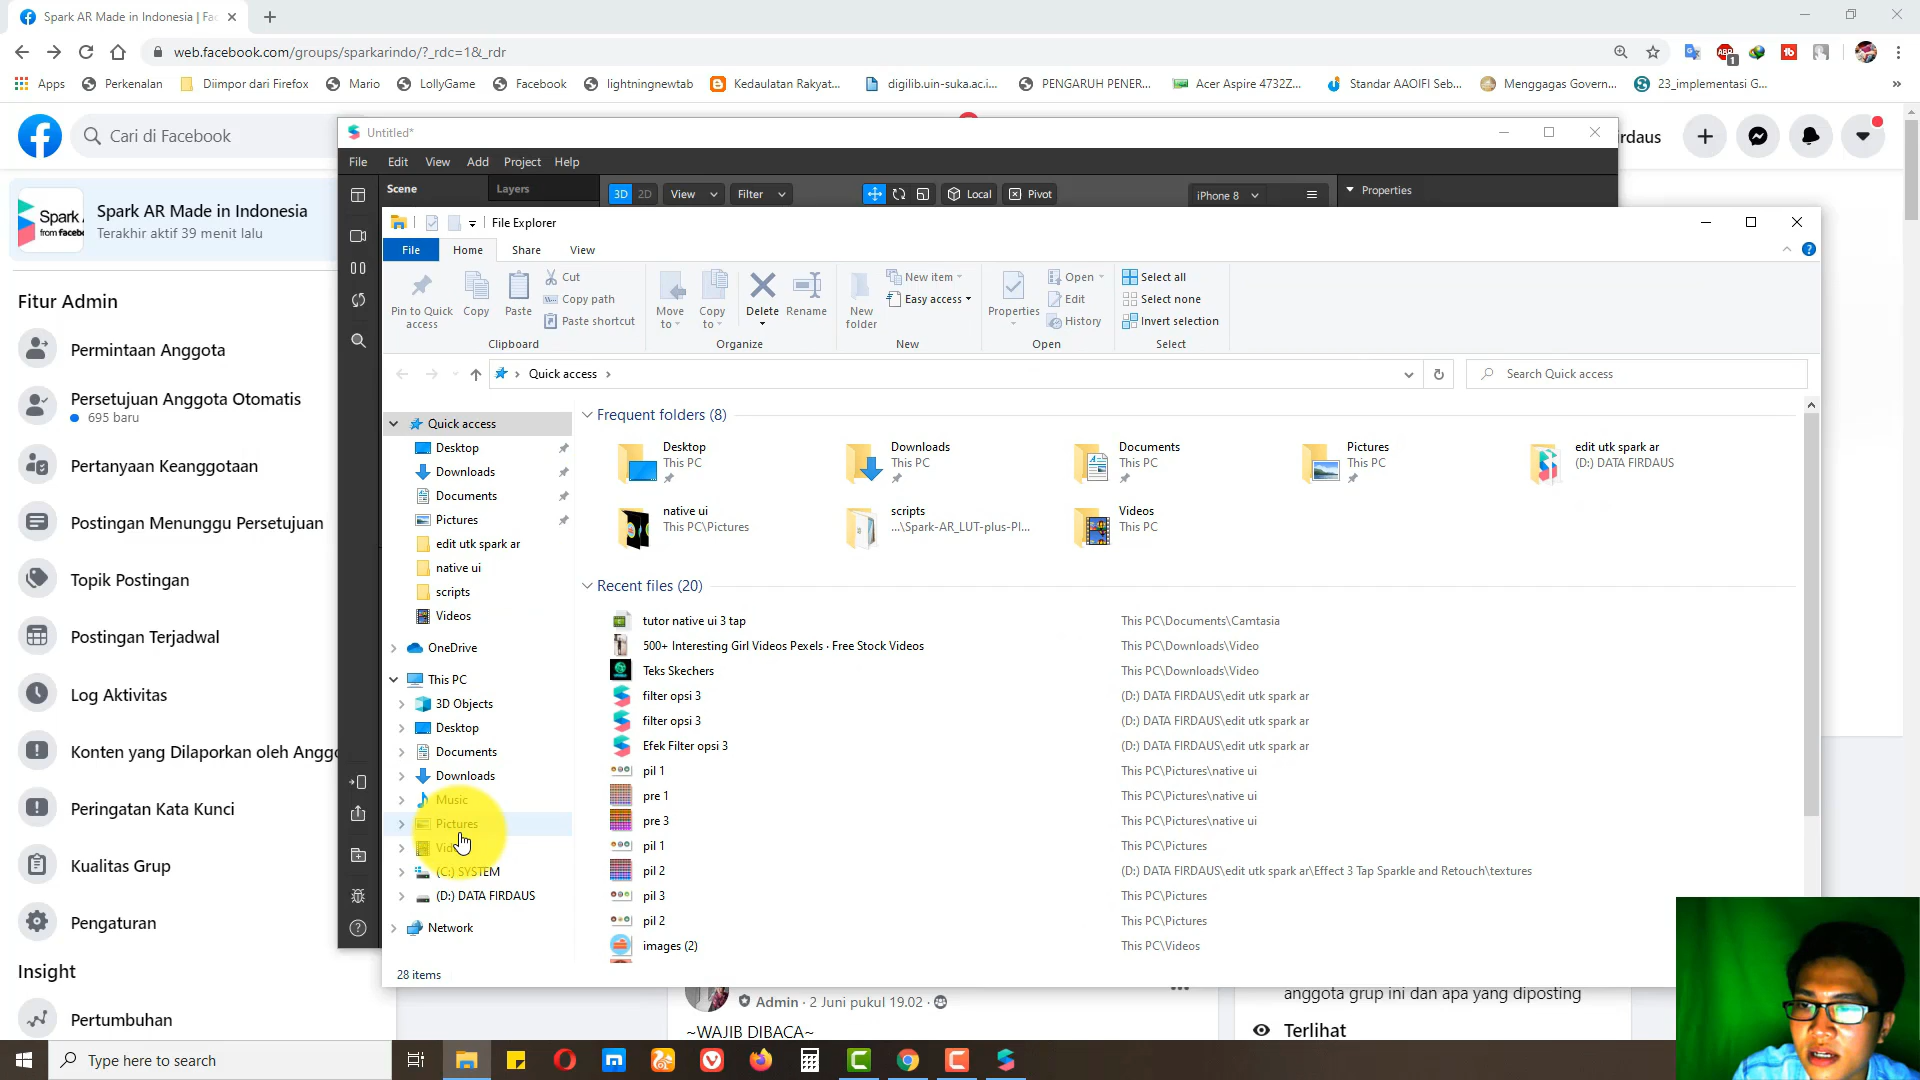 Spark AR Made in Indonesia | Fac
web.facebook.com/groups/sparkarindo/?_rdc=1&_rdr
Apps Perkenalan Diimpor dari Firefox Mario LollyGame Facebook lightningnewtab Kedaulatan Rakyat... digilib.uin-suka.ac.i... PENGARUH PENER... Acer Aspire 4732Z... Standar AAOIFI Seb... Menggagas Govern... 23_implementasi G... »
Cari di Facebook
rdaus
Spark AR Made in Indonesia
Terakhir aktif 39 menit lalu
Fitur Admin
Permintaan Anggota
Persetujuan Anggota Otomatis
695 baru
Pertanyaan Keanggotaan
Postingan Menunggu Persetujuan
Topik Postingan
Postingan Terjadwal
Log Aktivitas
Konten yang Dilaporkan oleh Anggo
Peringatan Kata Kunci
Kualitas Grup
Pengaturan
Insight
Pertumbuhan
Untitled*
File Edit View Add Project Help
Scene Layers 3D 2D View Filter Local Pivot iPhone 8 Properties
File Explorer
File Home Share View
Pin to Quick access
Copy
Paste
Cut
Copy path
Paste shortcut
Clipboard
Move to
Copy to
Delete
Rename
Organize
New folder
New item
Easy access
New
Properties
Open
Edit
History
Open
Select all
Select none
Invert selection
Select
Quick access
Search Quick access
Quick access
Desktop
Downloads
Documents
Pictures
edit utk spark ar
native ui
scripts
Videos
OneDrive
This PC
3D Objects
Desktop
Documents
Downloads
Music
Pictures
(C:) SYSTEM
(D:) DATA FIRDAUS
Network
28 items
Frequent folders (8)
Desktop
This PC
Downloads
This PC
Documents
This PC
Pictures
This PC
edit utk spark ar
(D:) DATA FIRDAUS
native ui
This PC\Pictures
scripts
...\Spark-AR_LUT-plus-Pl...
Videos
This PC
Recent files (20)
tutor native ui 3 tap This PC\Documents\Camtasia
500+ Interesting Girl Videos Pexels · Free Stock Videos This PC\Downloads\Video
Teks Skechers This PC\Downloads\Video
filter opsi 3 (D:) DATA FIRDAUS\edit utk spark ar
filter opsi 3 (D:) DATA FIRDAUS\edit utk spark ar
Efek Filter opsi 3 (D:) DATA FIRDAUS\edit utk spark ar
pil 1 This PC\Pictures\native ui
pre 1 This PC\Pictures\native ui
pre 3 This PC\Pictures\native ui
pil 1 This PC\Pictures
pil 2 (D:) DATA FIRDAUS\edit utk spark ar\Effect 3 Tap Sparkle and Retouch\textures
pil 3 This PC\Pictures
pil 2 This PC\Pictures
images (2) This PC\Videos
Admin · 2 Juni pukul 19.02 ·
~WAJIB DIBACA~
anggota grup ini dan apa yang diposting
Terlihat
Type here to search